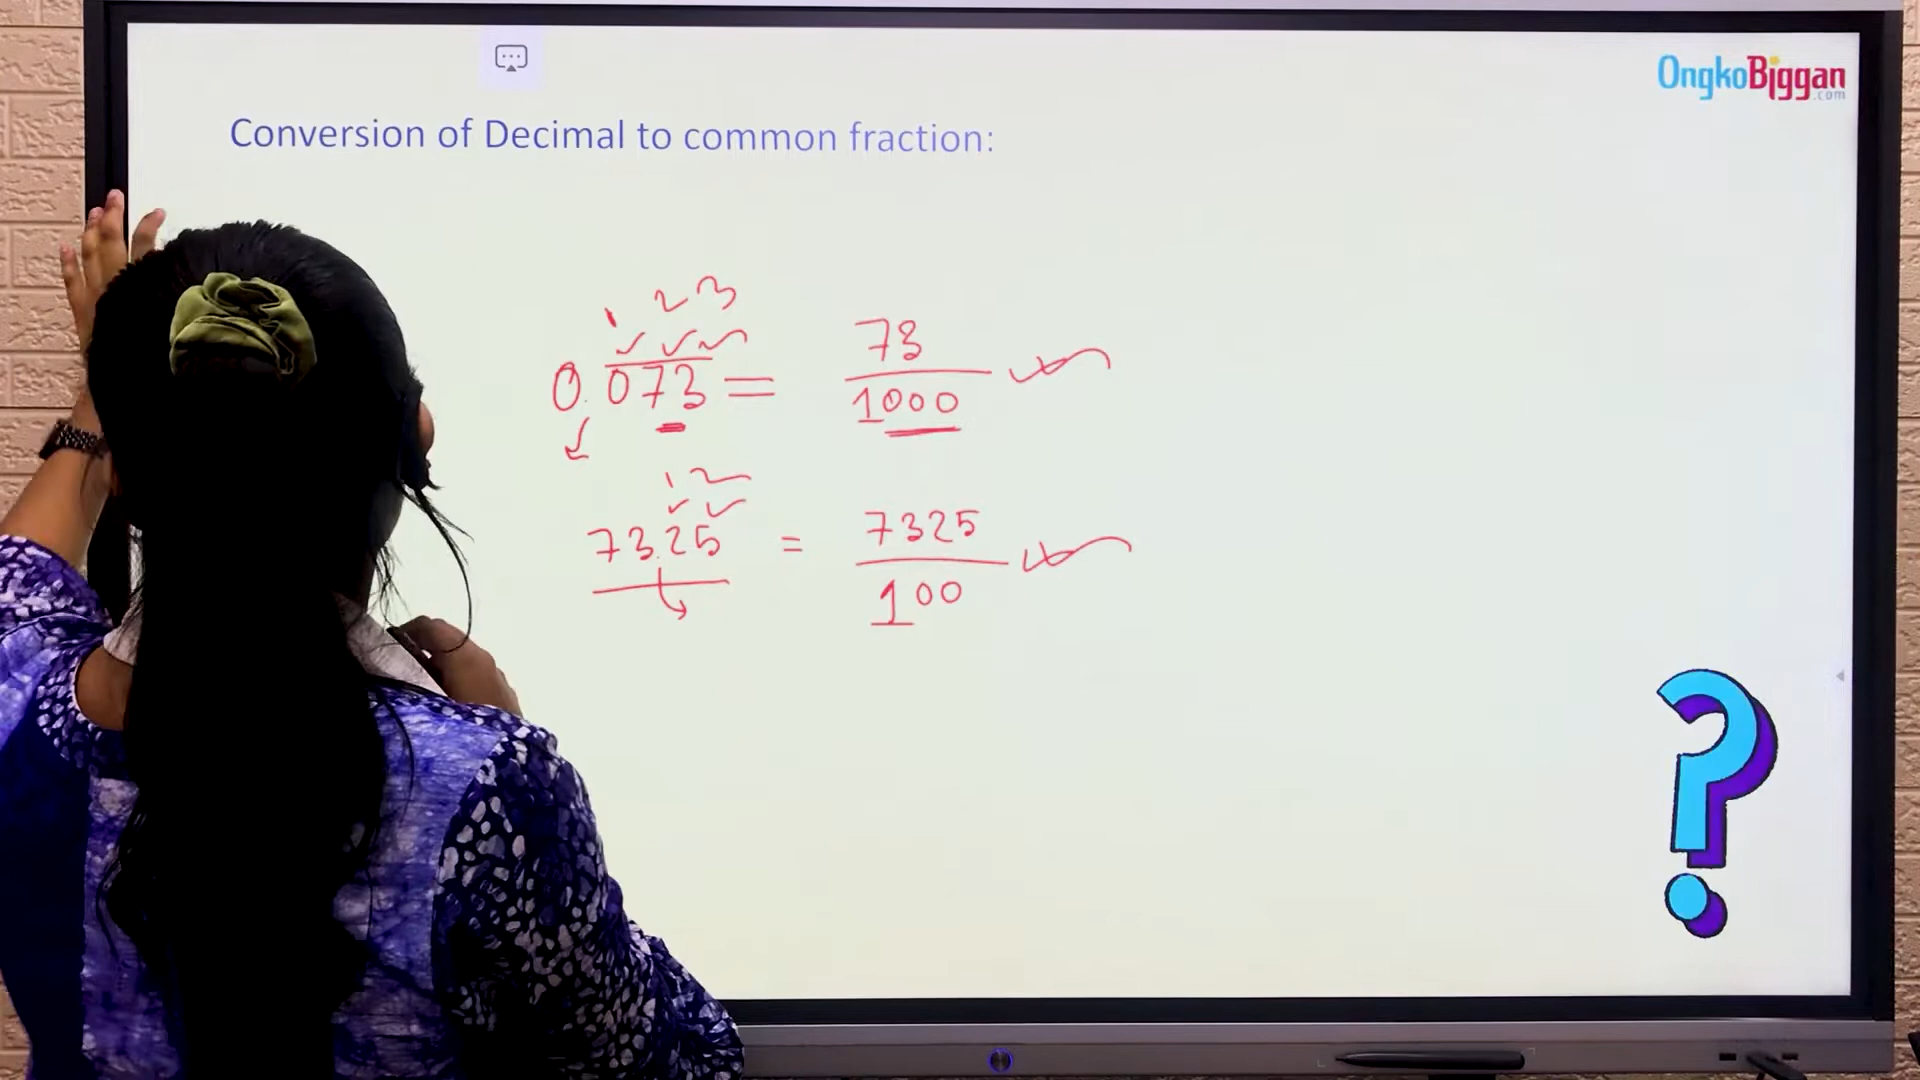 OngkoBiggan
.com
Conversion of Decimal to common fraction:
1 2 3
0.073 = 73/1000
1 2
73.25 = 7325/100
?